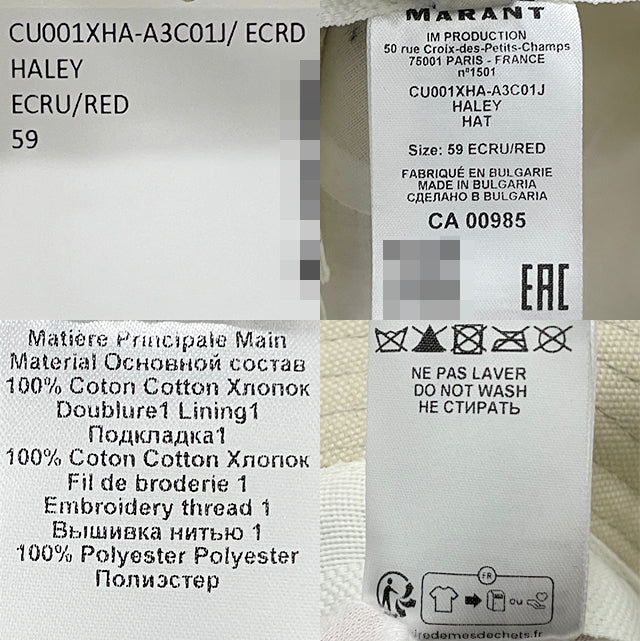 CU001XHA-A3C01J/ ECRD
HALEY
ECRU/RED
59
MARANT
IM PRODUCTION
50 rue Croix-des-Petits-Champs
75001 PARIS - FRANCE
n°1501
CU001XHA-A3C01J
HALEY
HAT
Size: 59 ECRU/RED
FABRIQUÉ EN BULGARIE
MADE IN BULGARIA
СДЕЛАНО В BULGARIA
CA 00985
EAC
Matière Principale Main
Material Основной состав
100% Coton Cotton Хлопок
Doublure1 Lining1
Подкладка1
100% Coton Cotton Хлопок
Fil de broderie 1
Embroidery thread 1
Вышивка нитью 1
100% Polyester Polyester
Полиэстер
NE PAS LAVER
DO NOT WASH
НЕ СТИРАТЬ
FR
OU
iredemesdechets.fr